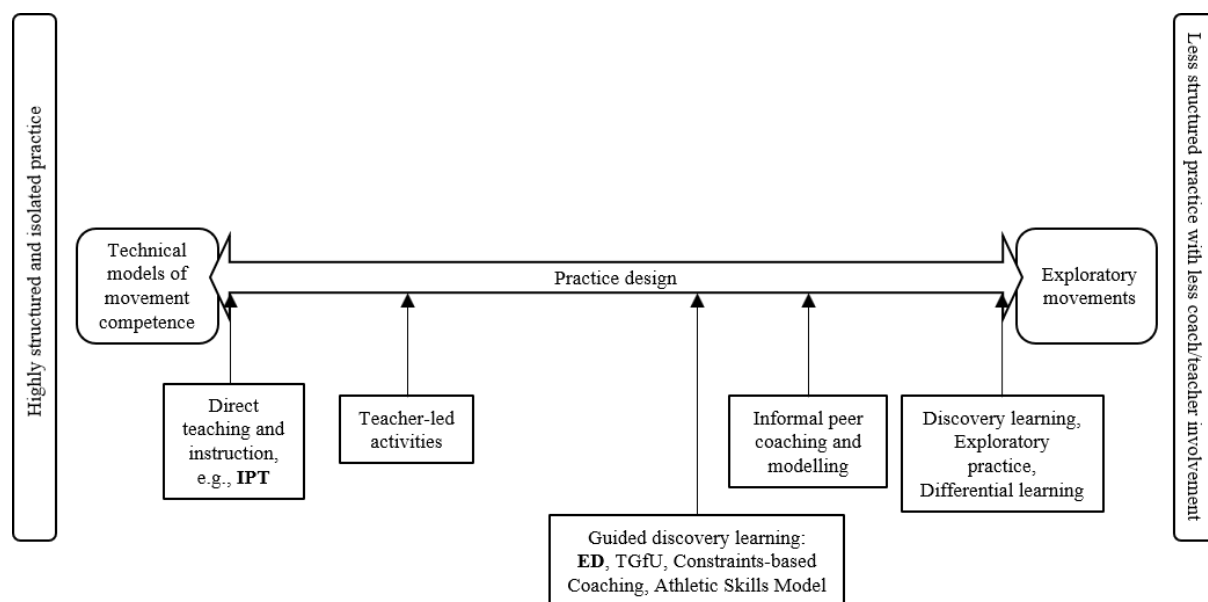 Highly structured and isolated practice
Technical
models of
movement
competence
Practice design
Exploratory
movements
Less structured practice with less coach/teacher involvement
Direct
teaching and
instruction,
e.g., IPT
Teacher-led
activities
Guided discovery learning:
ED, TGfU, Constraints-based
Coaching, Athletic Skills Model
Informal peer
coaching and
modelling
Discovery learning,
Exploratory
practice,
Differential learning